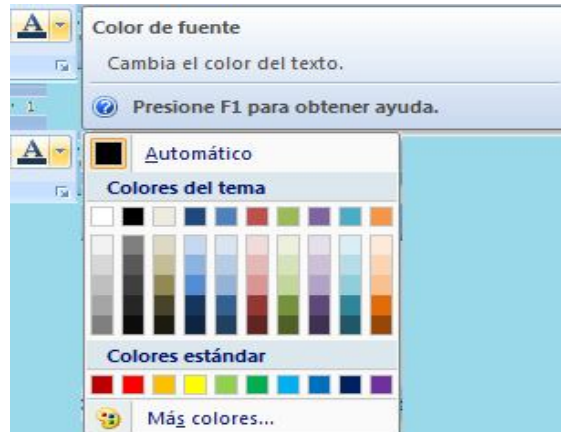 A
Color de fuente
Cambia el color del texto.
1
Presione F1 para obtener ayuda.
A
Automático
Colores del tema
Colores estándar
Más colores...